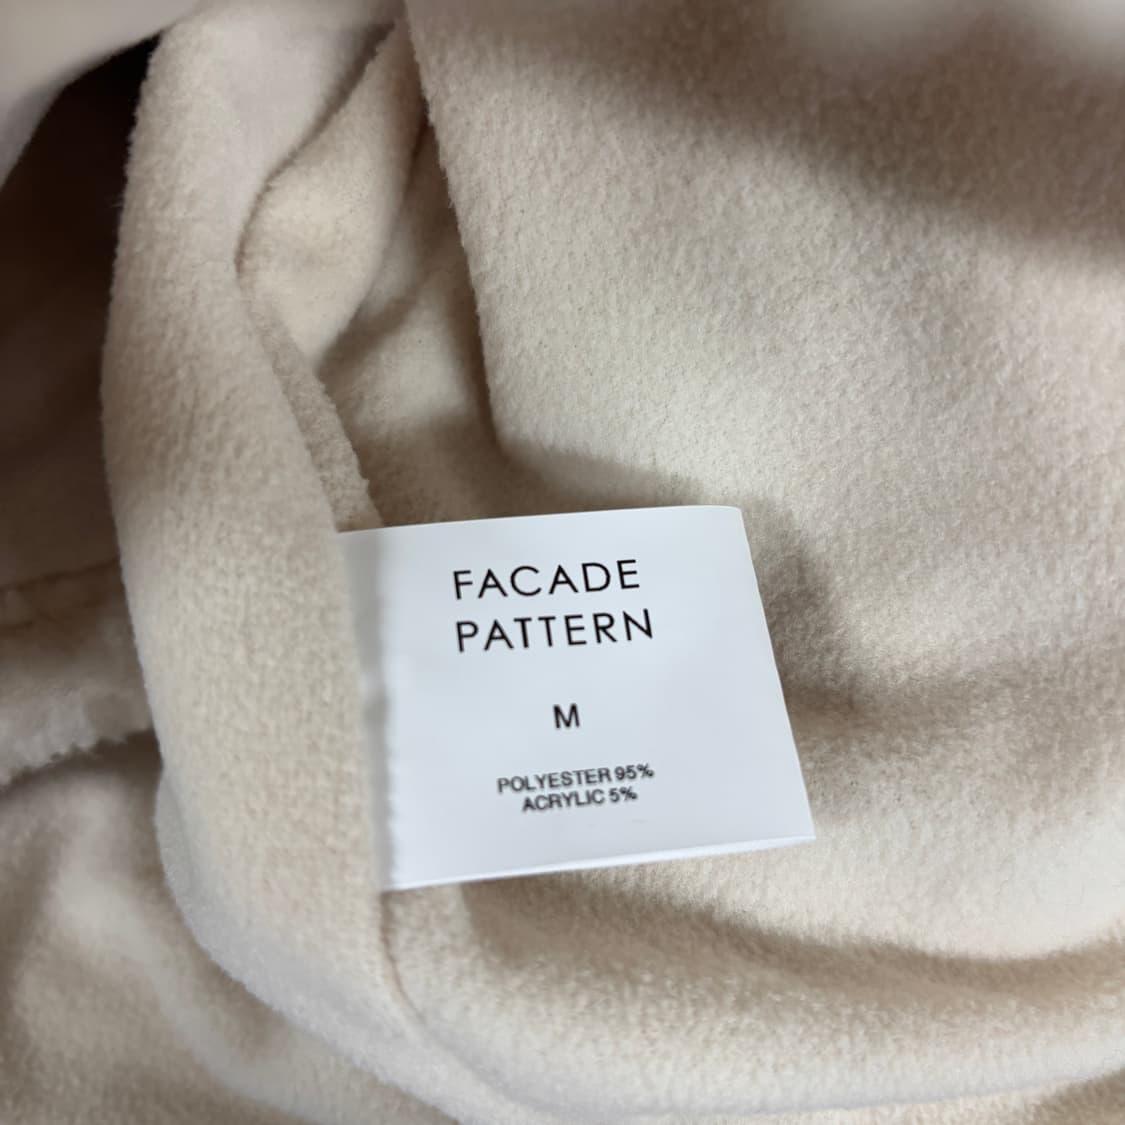 FACADE
PATTERN
M
POLYESTER 95%
ACRYLIC 5%